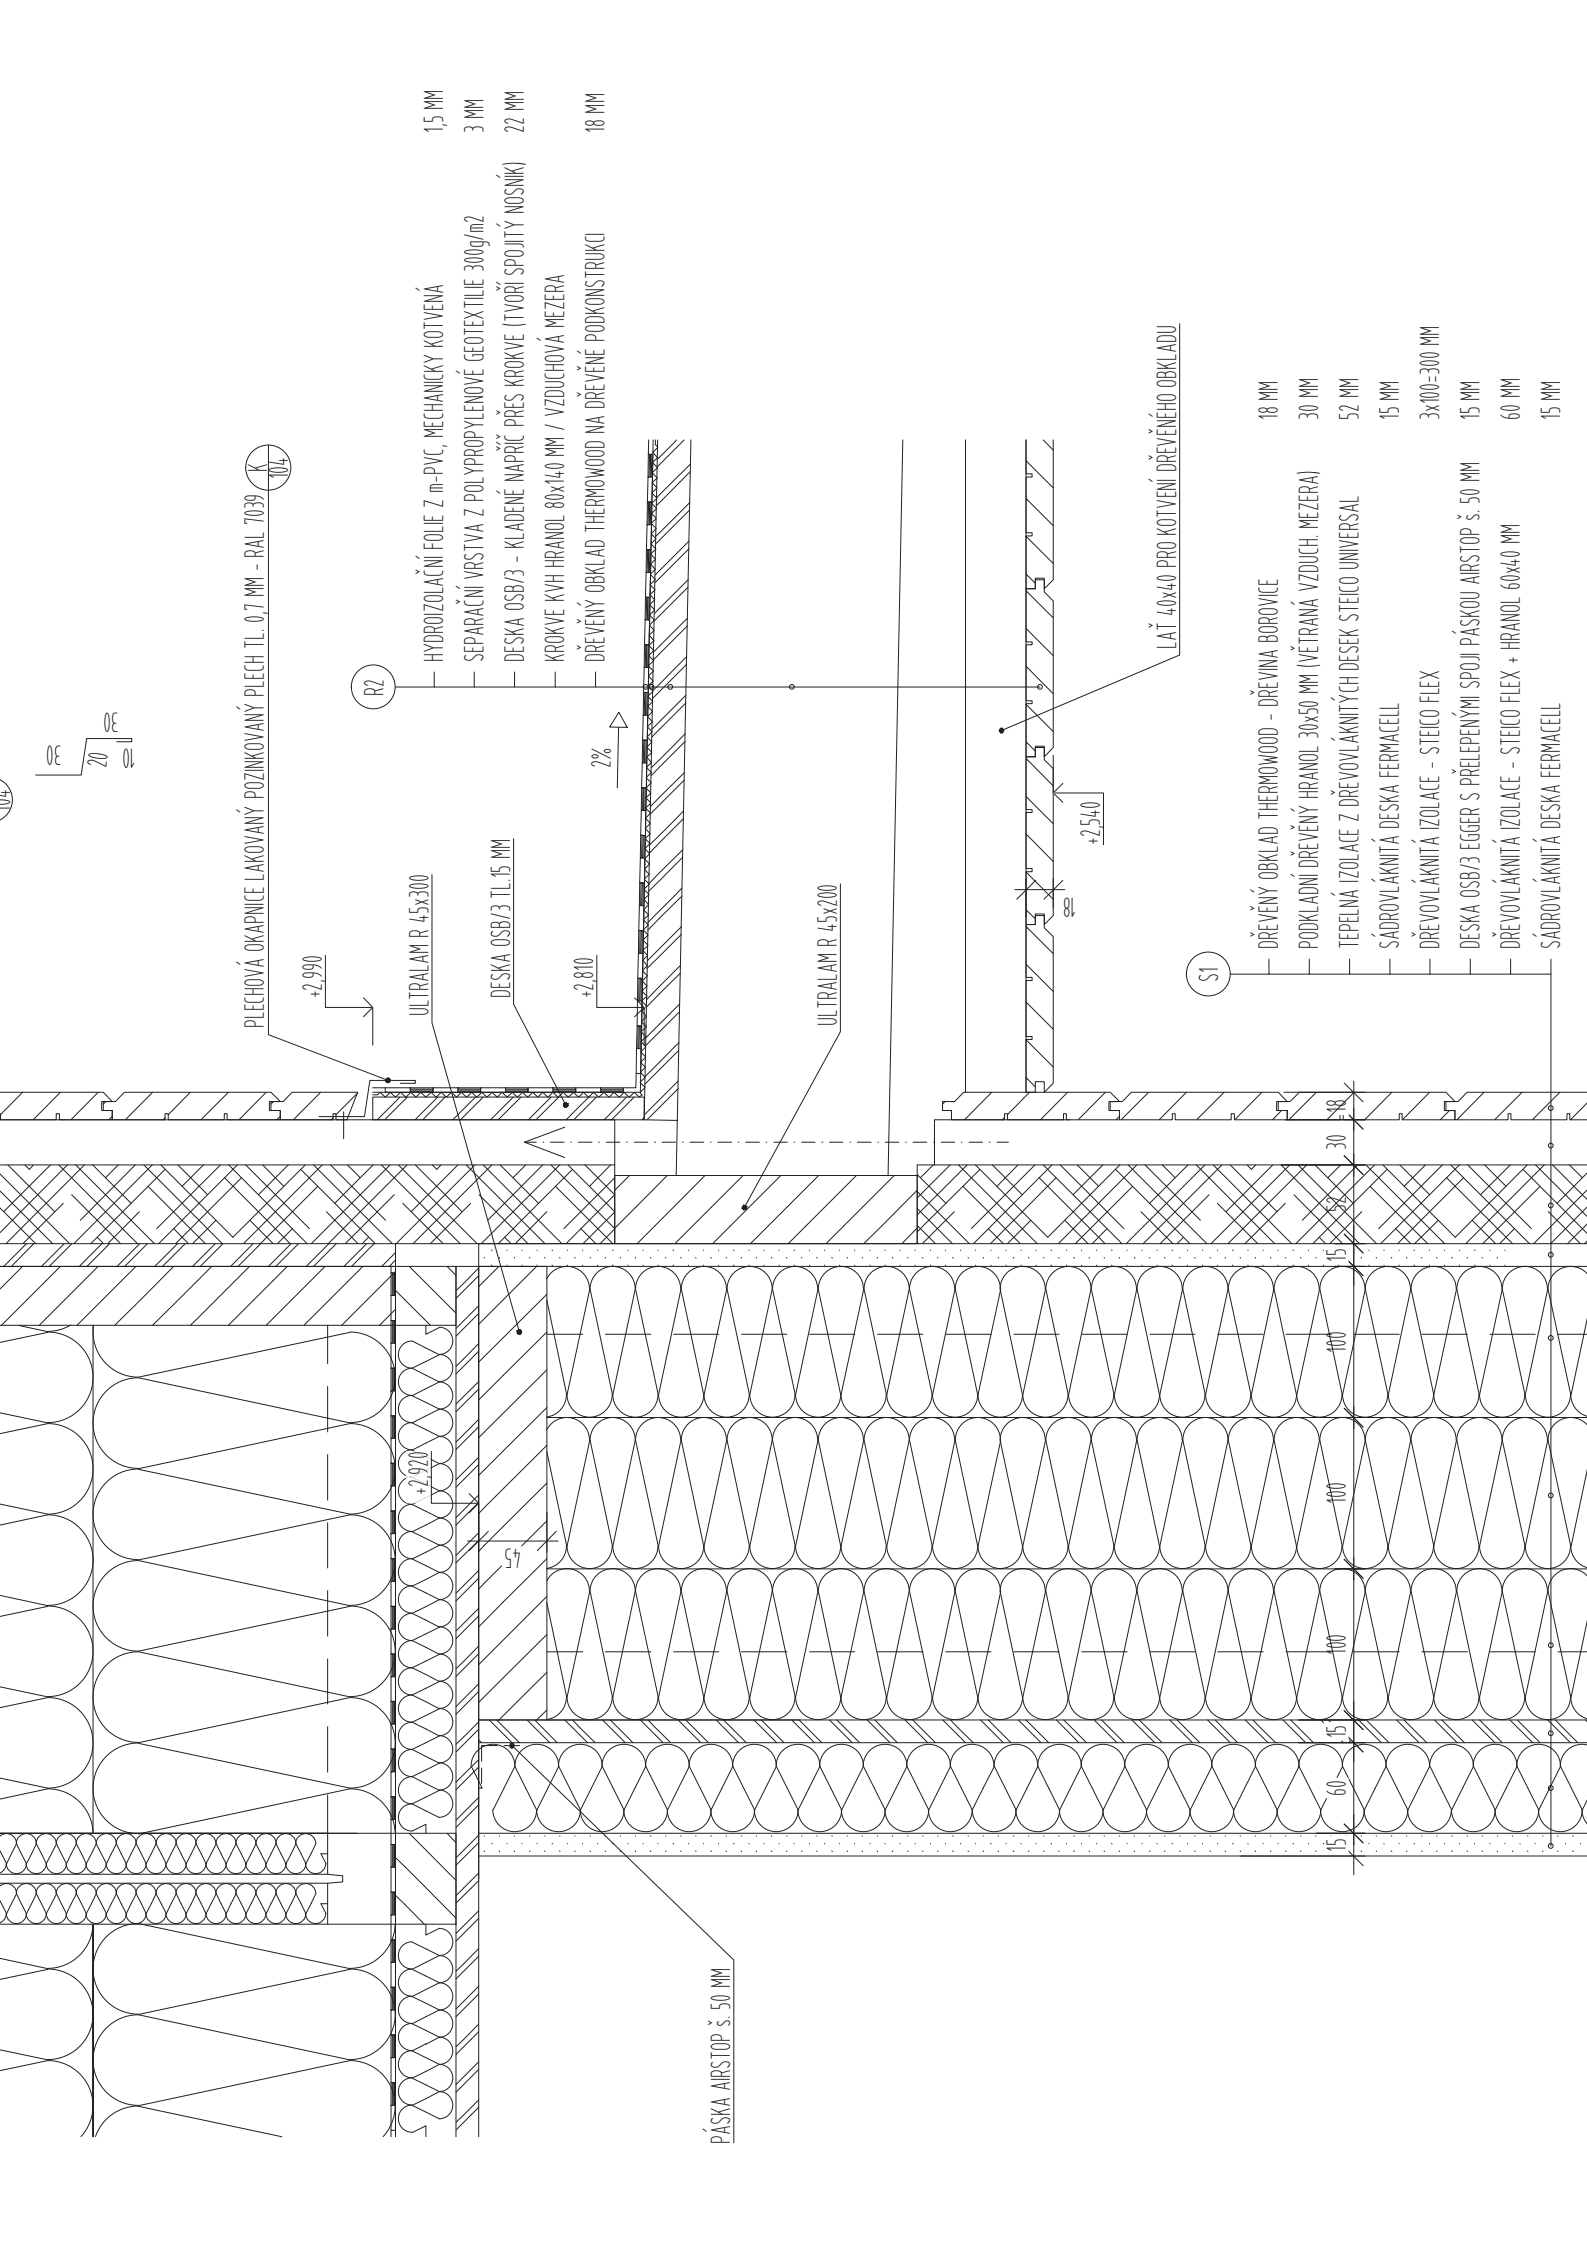 104
30
20
10
30
PLECHOVÁ OKAPNICE LAKOVANÝ POZINKOVANÝ PLECH TL. 0,7 MM - RAL 7039
K
104
R2
HYDROIZOLAČNÍ FOLIE Z m-PVC, MECHANICKY KOTVENÁ 1,5 MM
SEPARAČNÍ VRSTVA Z POLYPROPYLENOVÉ GEOTEXTILIE 300g/m2 3 MM
DESKA OSB/3 - KLADENÉ NAPŘÍČ PŘES KROKVE (TVOŘÍ SPOJITÝ NOSNÍK) 22 MM
KROKVE KVH HRANOL 80x140 MM / VZDUCHOVÁ MEZERA
DŘEVĚNÝ OBKLAD THERMOWOOD NA DŘEVĚNÉ PODKONSTRUKCI 18 MM
+2,990
ULTRALAM R 45x300
DESKA OSB/3 TL.15 MM
+2,810
2%
+2,920
45
ULTRALAM R 45x200
18
+2,540
LAŤ 40x40 PRO KOTVENÍ DŘEVĚNÉHO OBKLADU
PÁSKA AIRSTOP Š. 50 MM
S1
DŘEVĚNÝ OBKLAD THERMOWOOD - DŘEVINA BOROVICE 18 MM
PODKLADNÍ DŘEVĚNÝ HRANOL 30x50 MM (VĚTRANÁ VZDUCH. MEZERA) 30 MM
TEPELNÁ IZOLACE Z DŘEVOVLÁKNITÝCH DESEK STEICO UNIVERSAL 52 MM
SÁDROVLÁKNITÁ DESKA FERMACELL 15 MM
DŘEVOVLÁKNITÁ IZOLACE - STEICO FLEX 3x100=300 MM
DESKA OSB/3 EGGER S PŘELEPENÝMI SPOJI PÁSKOU AIRSTOP Š. 50 MM 15 MM
DŘEVOVLÁKNITÁ IZOLACE - STEICO FLEX + HRANOL 60x40 MM 60 MM
SÁDROVLÁKNITÁ DESKA FERMACELL 15 MM
15 60 15 100 100 100 15 52 30 18